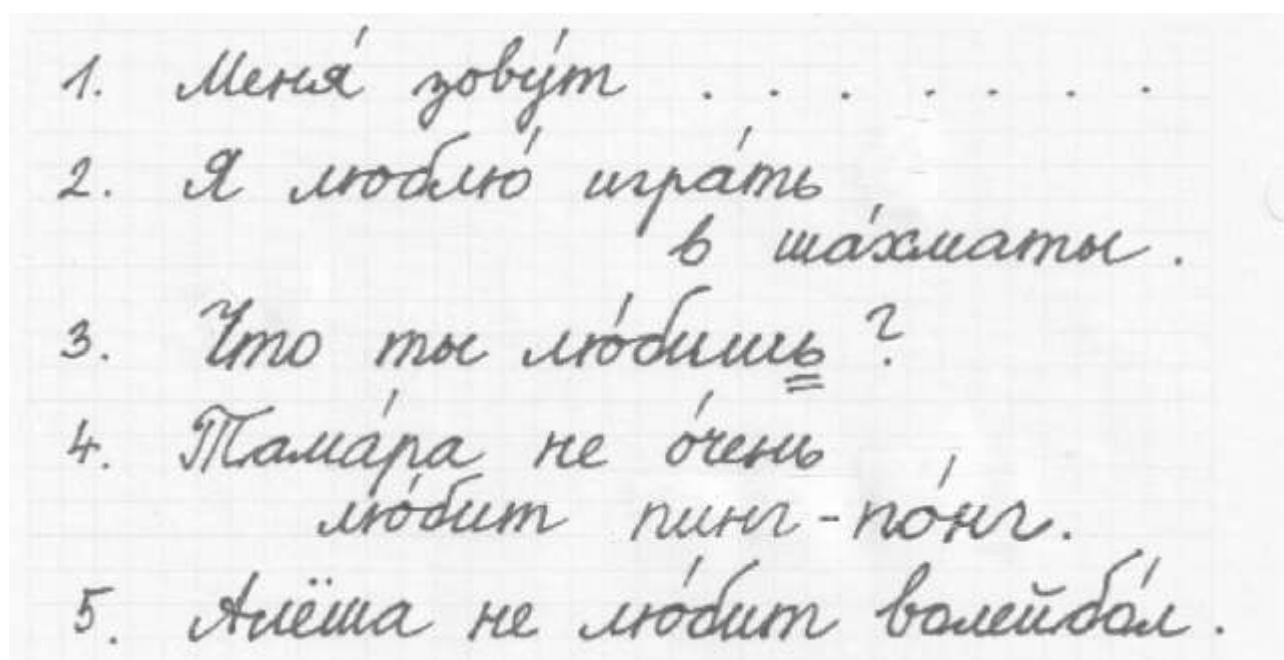 1. Меня́ зову́т . . . . . . .
2. Я люблю́ игра́ть
в ша́хматы .
3. Что ты лю́бишь ?
4. Тама́ра не о́чень
лю́бит пинг-по́нг.
5. Алёша не лю́бит волейбо́л .